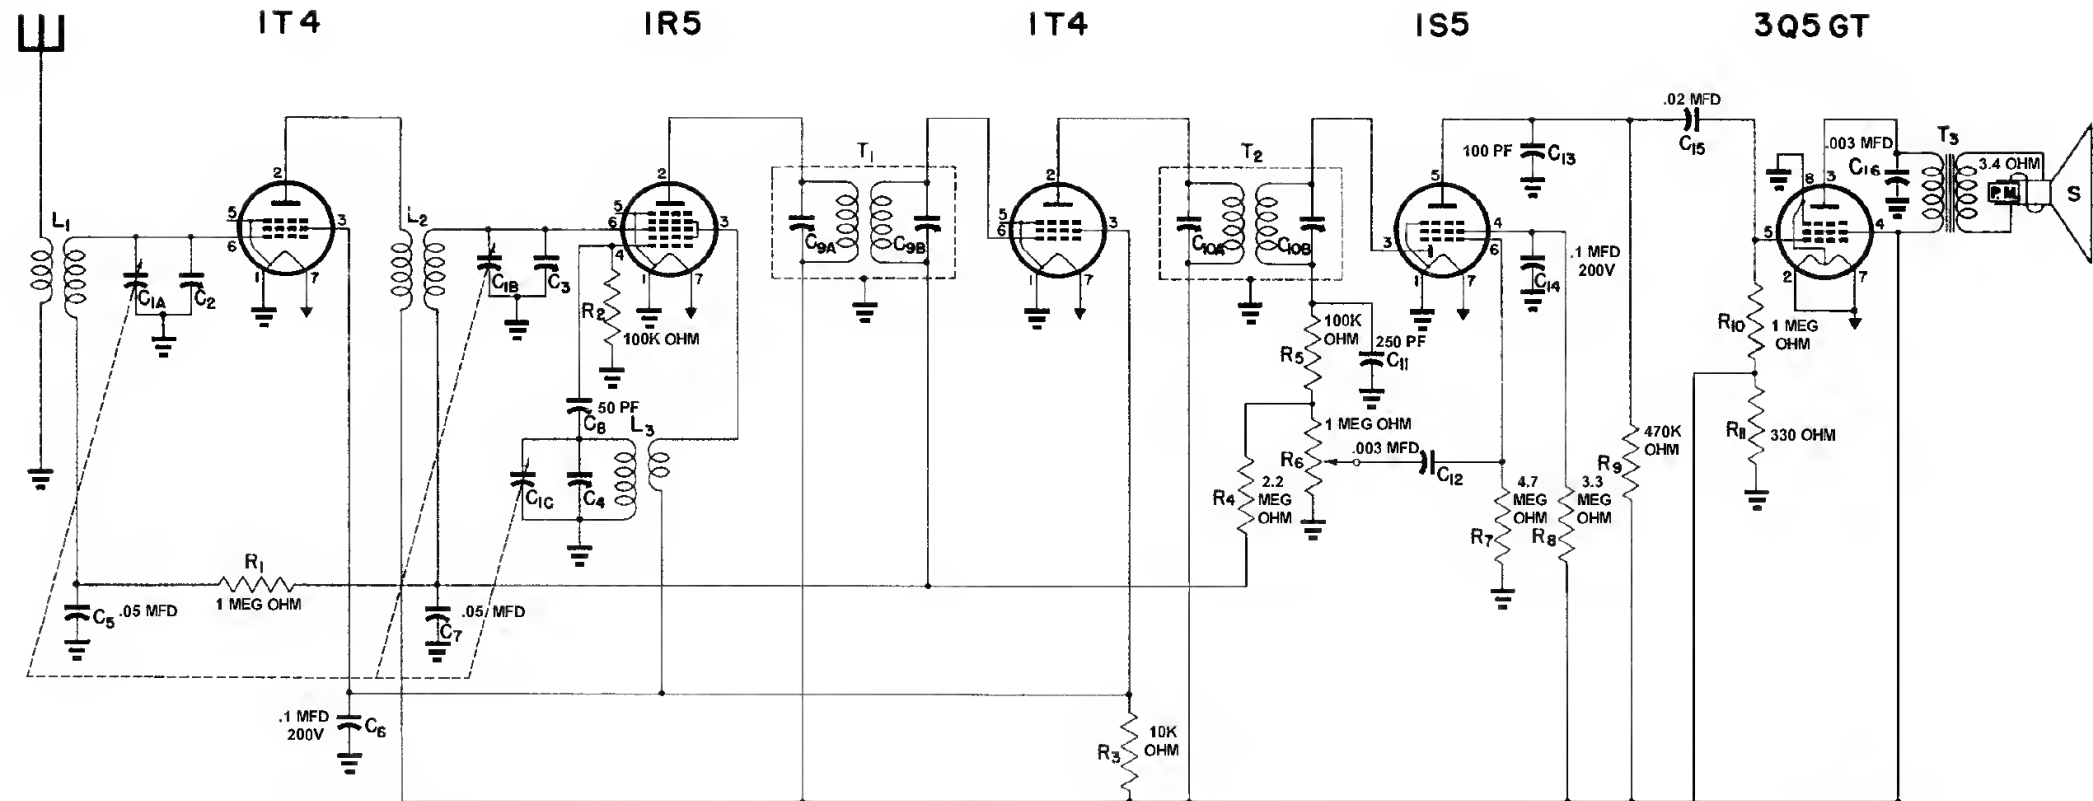 1T4
1R5
1T4
1S5
3Q5GT
L1
5
6
2
3
1
7
C1A
C2
L2
5
6
4
2
3
1
7
C1B
C3
R2
100K OHM
T1
C9A
C9B
5
6
2
3
1
7
T2
C10A
C10B
3
5
4
6
1
7
100 PF
C13
.02 MFD
C15
.1 MFD
200V
C14
8
3
5
4
2
7
.003 MFD
C16
T3
3.4 OHM
P.M.
S
100K
OHM
R5
250 PF
C11
R10
1 MEG
OHM
50 PF
C8
L3
C1C
C4
1 MEG OHM
R6
.003 MFD
C12
R4
2.2
MEG
OHM
4.7
MEG
OHM
R7
3.3
MEG
OHM
R8
470K
OHM
R9
R11
330 OHM
R1
1 MEG OHM
C5
.05 MFD
C7
.05 MFD
.1 MFD
200V
C6
R3
10K
OHM